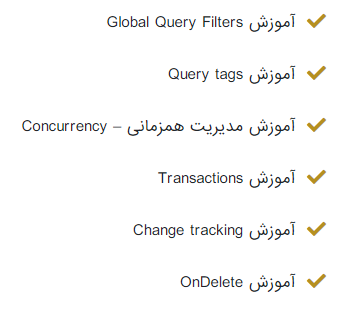 آموزش Global Query Filters
آموزش Query tags
آموزش مدیریت همزمانی – Concurrency
آموزش Transactions
آموزش Change tracking
آموزش OnDelete